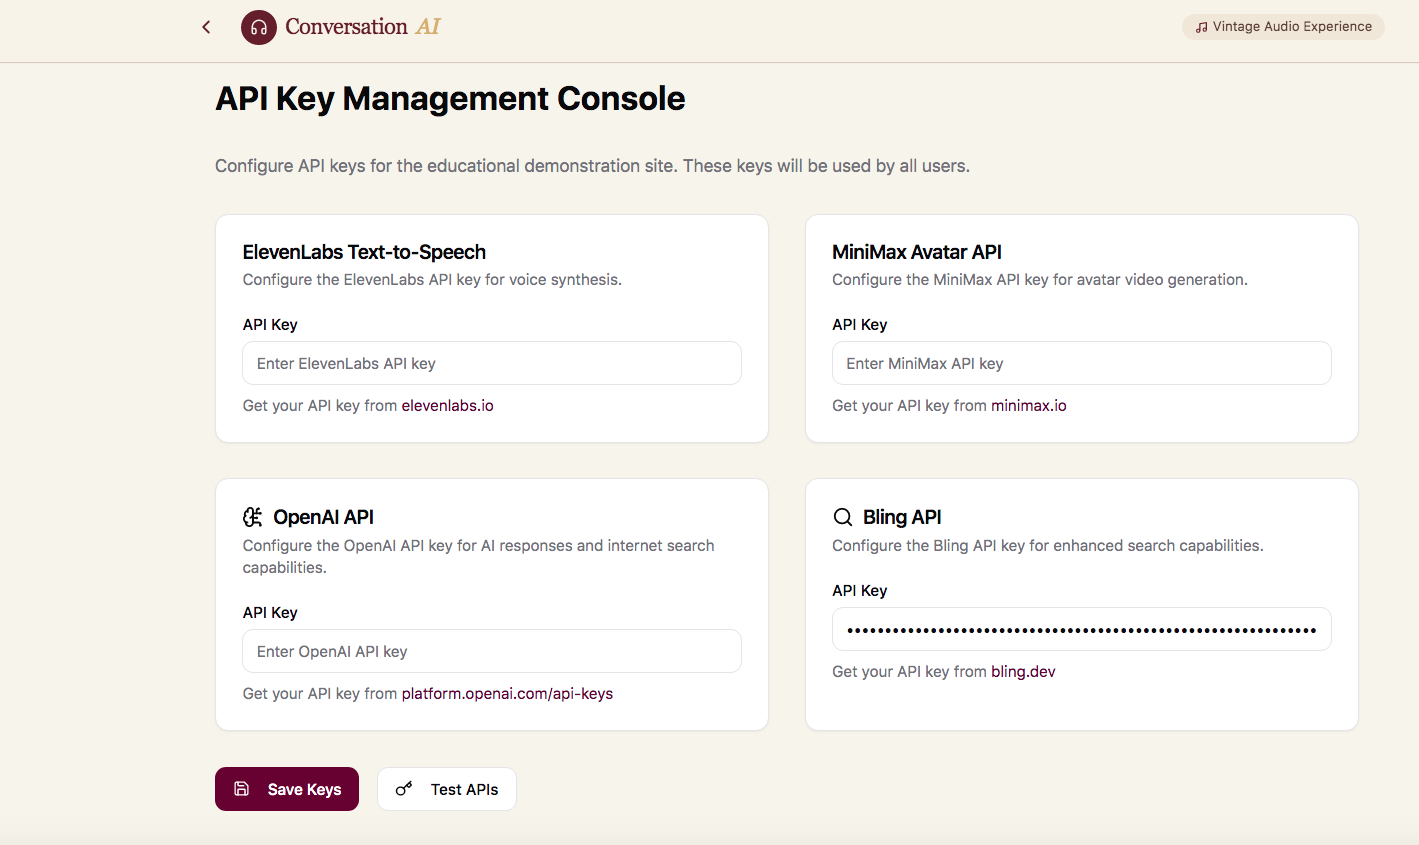 Conversation AI
Vintage Audio Experience
API Key Management Console
Configure API keys for the educational demonstration site. These keys will be used by all users.
ElevenLabs Text-to-Speech
Configure the ElevenLabs API key for voice synthesis.
API Key
Enter ElevenLabs API key
Get your API key from elevenlabs.io
MiniMax Avatar API
Configure the MiniMax API key for avatar video generation.
API Key
Enter MiniMax API key
Get your API key from minimax.io
OpenAI API
Configure the OpenAI API key for AI responses and internet search
capabilities.
API Key
Enter OpenAI API key
Get your API key from platform.openai.com/api-keys
Bling API
Configure the Bling API key for enhanced search capabilities.
API Key
Get your API key from bling.dev
Save Keys
Test APIs